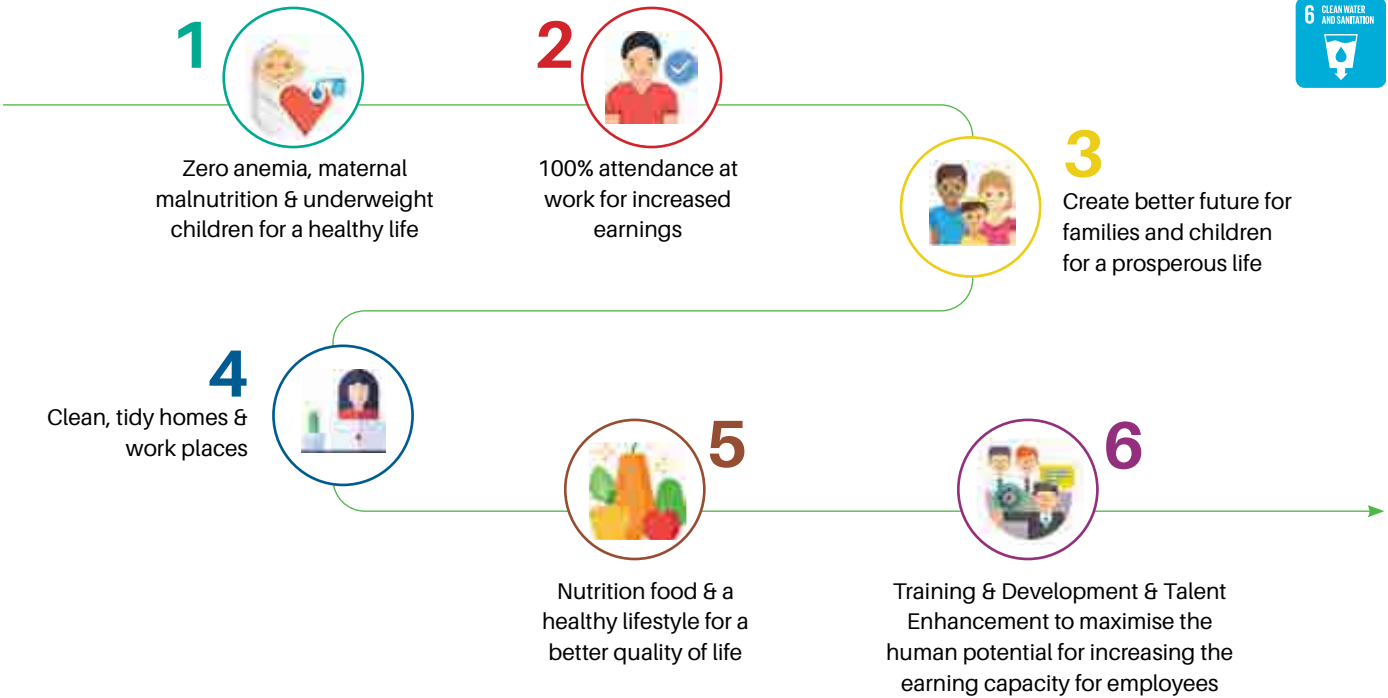 6 CLEAN WATER
AND SANITATION
1
Zero anemia, maternal
malnutrition & underweight
children for a healthy life
2
100% attendance at
work for increased
earnings
3
Create better future for
families and children
for a prosperous life
4
Clean, tidy homes &
work places
5
Nutrition food & a
healthy lifestyle for a
better quality of life
6
Training & Development & Talent
Enhancement to maximise the
human potential for increasing the
earning capacity for employees